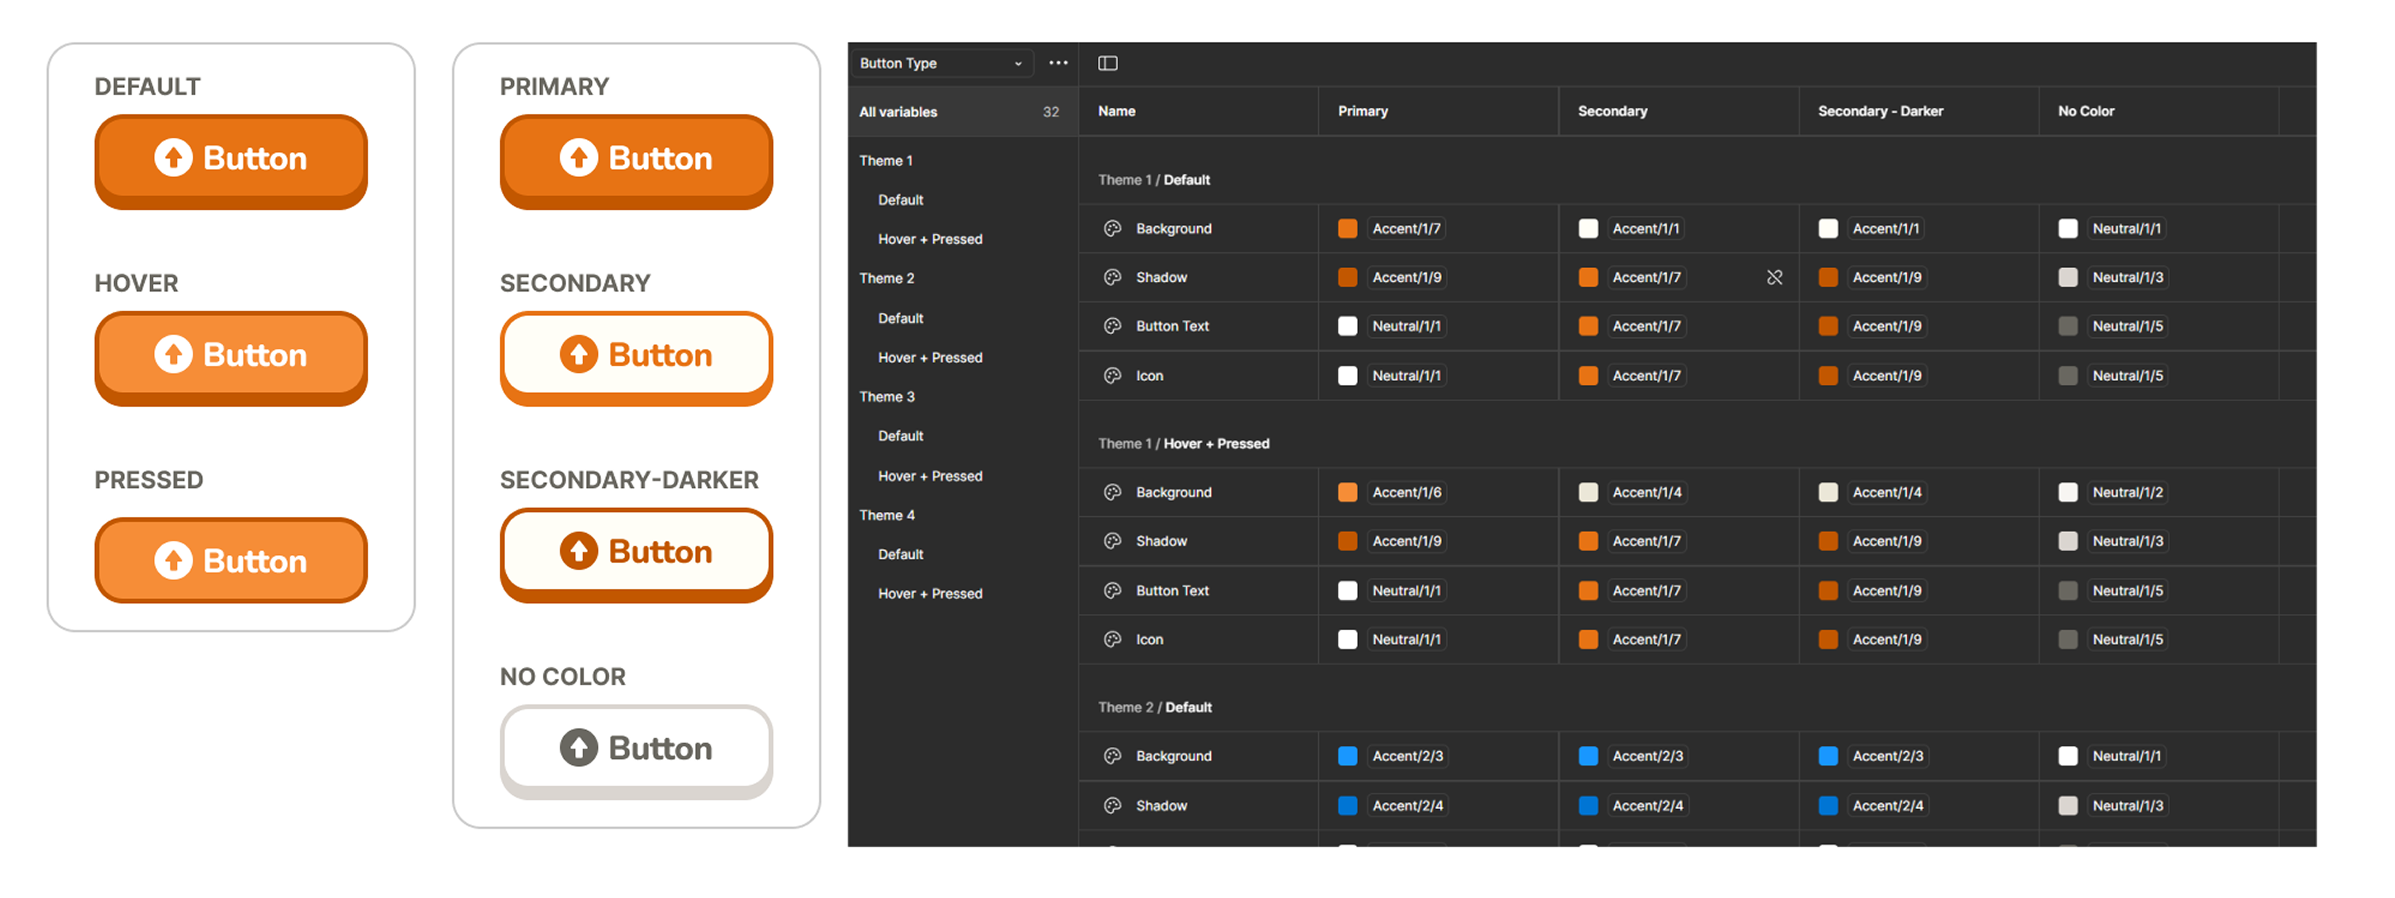 DEFAULT
Button
HOVER
Button
PRESSED
Button
PRIMARY
Button
SECONDARY
Button
SECONDARY-DARKER
Button
NO COLOR
Button
Button Type
All variables 32
Theme 1
Default
Hover + Pressed
Theme 2
Default
Hover + Pressed
Theme 3
Default
Hover + Pressed
Theme 4
Default
Hover + Pressed
Name Primary Secondary Secondary - Darker No Color
Theme 1 / Default
Background Accent/1/7 Accent/1/1 Accent/1/1 Neutral/1/1
Shadow Accent/1/9 Accent/1/7 Accent/1/9 Neutral/1/3
Button Text Neutral/1/1 Accent/1/7 Accent/1/9 Neutral/1/5
Icon Neutral/1/1 Accent/1/7 Accent/1/9 Neutral/1/5
Theme 1 / Hover + Pressed
Background Accent/1/6 Accent/1/4 Accent/1/4 Neutral/1/2
Shadow Accent/1/9 Accent/1/7 Accent/1/9 Neutral/1/3
Button Text Neutral/1/1 Accent/1/7 Accent/1/9 Neutral/1/5
Icon Neutral/1/1 Accent/1/7 Accent/1/9 Neutral/1/5
Theme 2 / Default
Background Accent/2/3 Accent/2/3 Accent/2/3 Neutral/1/1
Shadow Accent/2/4 Accent/2/4 Accent/2/4 Neutral/1/3